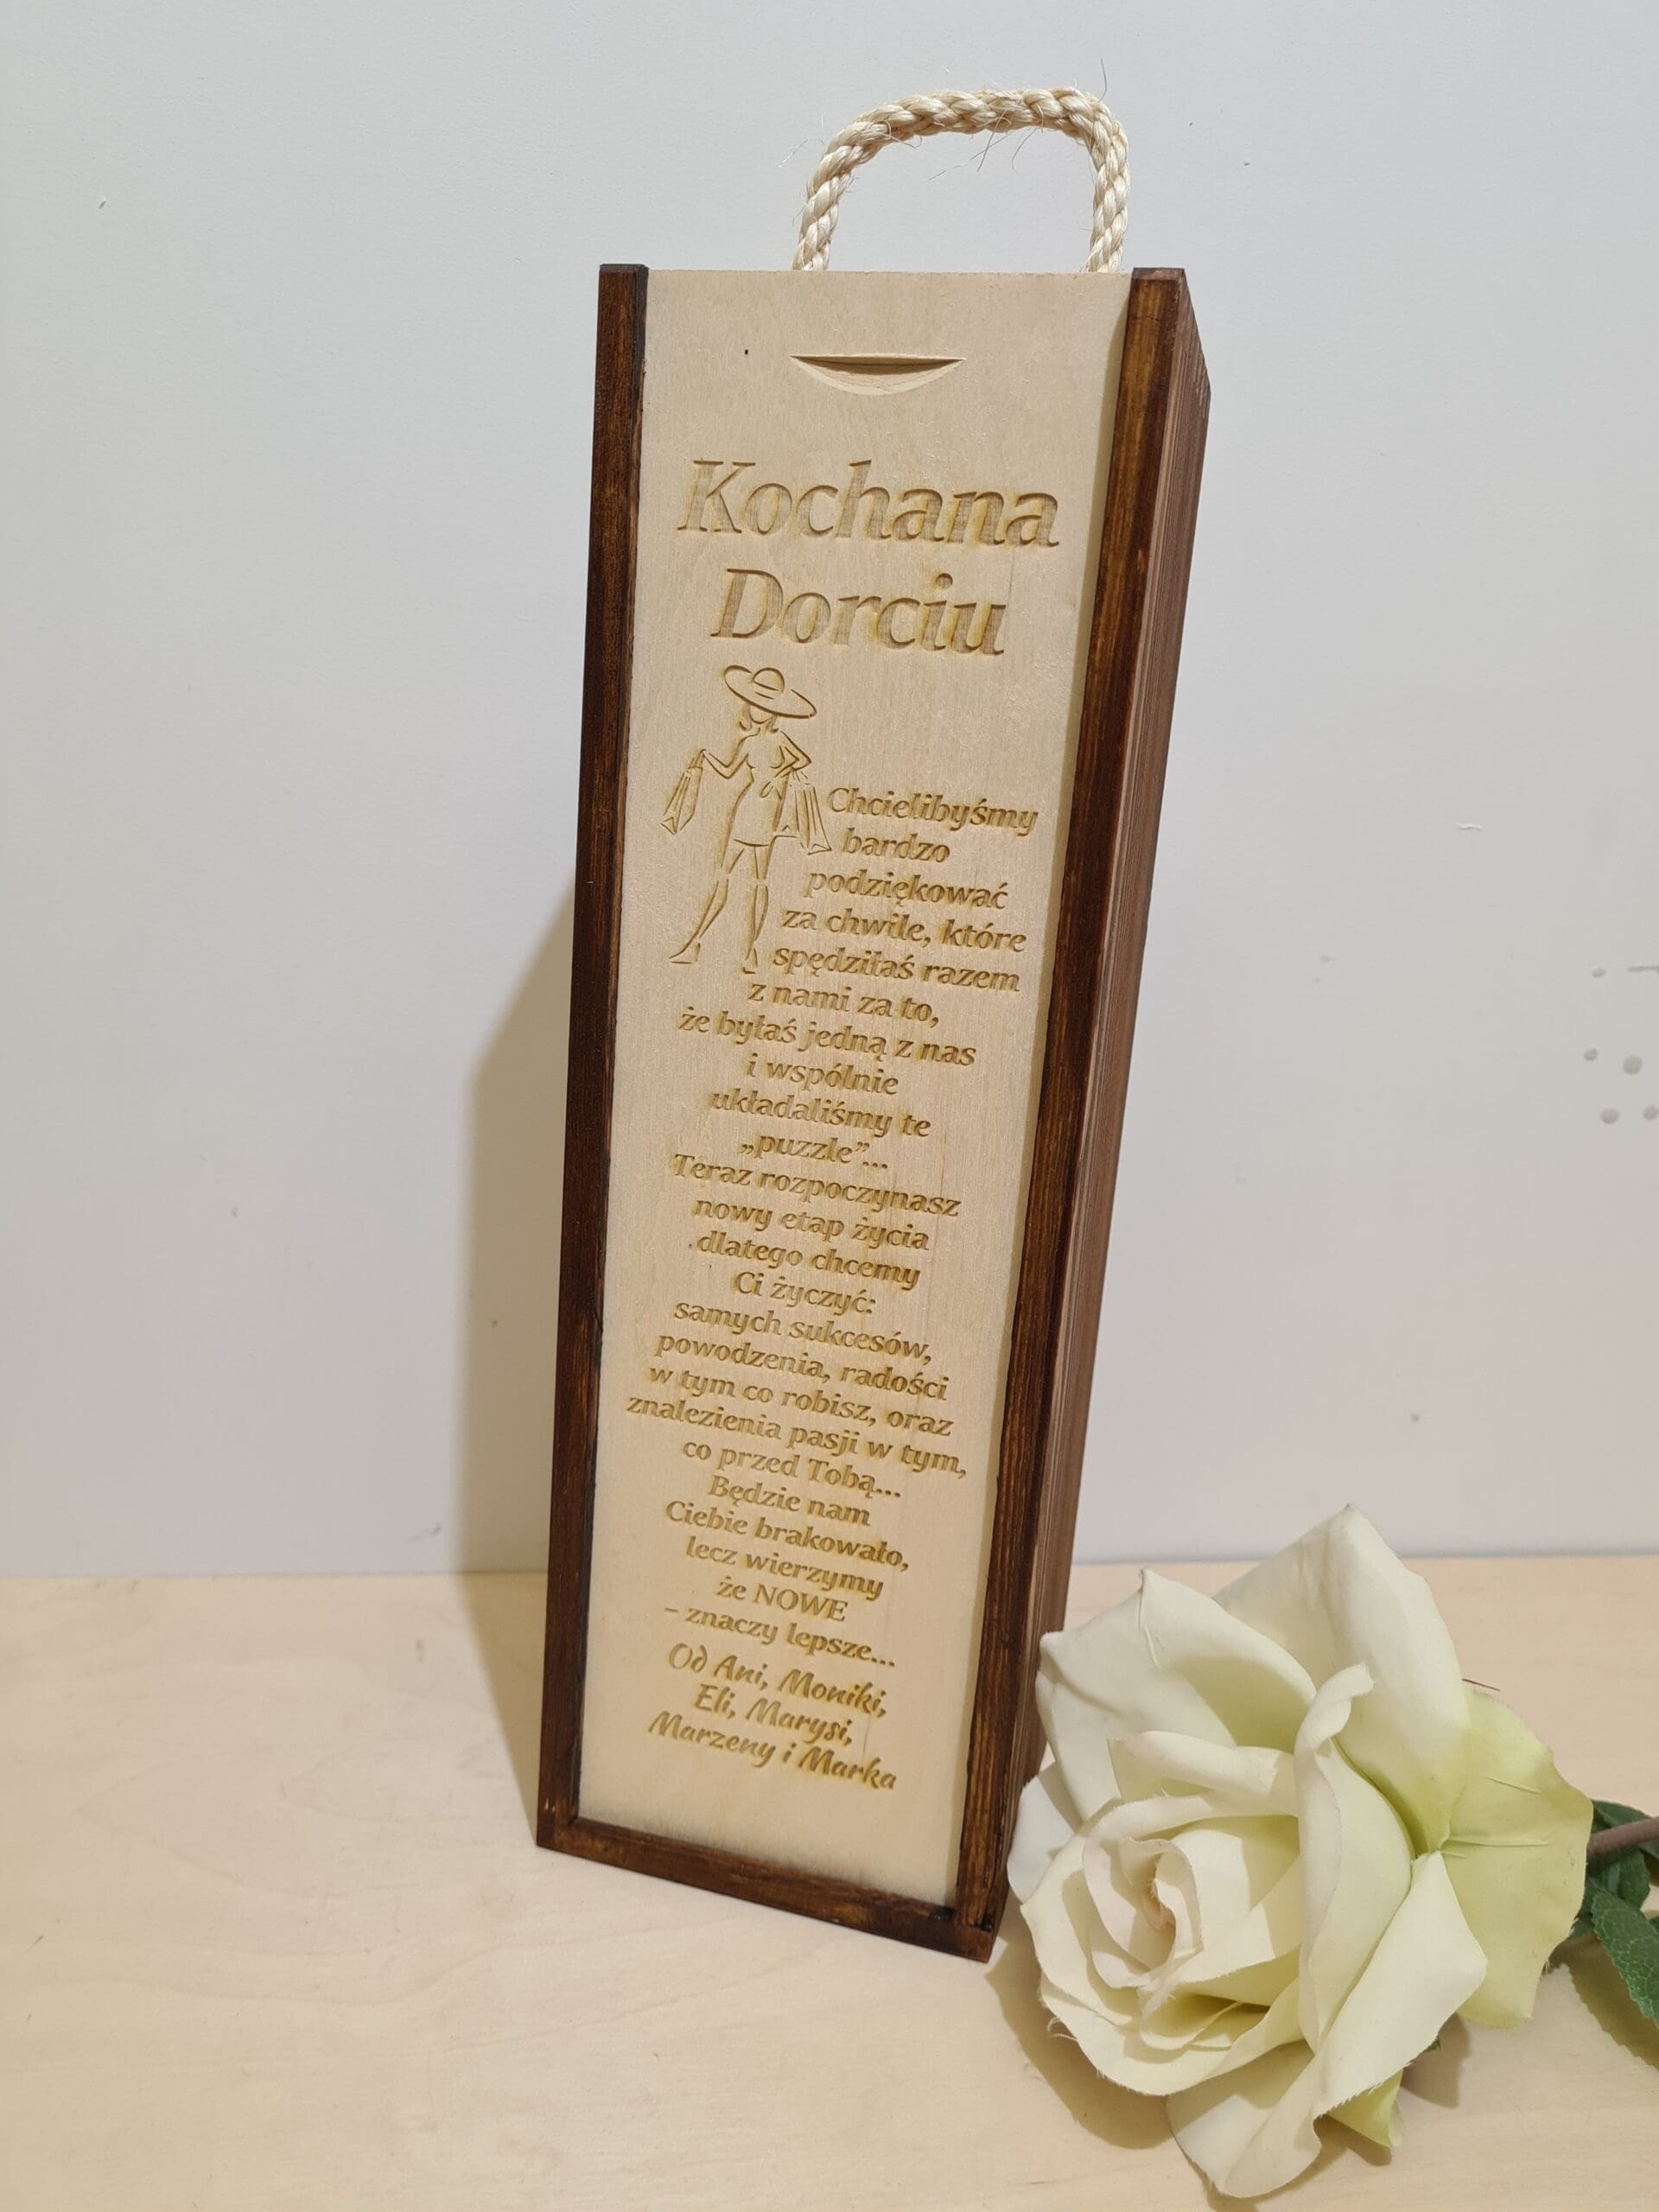 Kochana
Dorciu
Chcielibyśmy
bardzo
podziękować
za chwile, które
spędziłaś razem
z nami za to,
że byłaś jedną z nas
i wspólnie
układaliśmy te
„puzzle”...
Teraz rozpoczynasz
nowy etap życia
dlatego chcemy
Ci życzyć:
samych sukcesów,
powodzenia, radości
w tym co robisz, oraz
znalezienia pasji w tym,
co przed Tobą...
Będzie nam
Ciebie brakowało,
lecz wierzymy
że NOWE
– znaczy lepsze...
Od Ani, Moniki,
Eli, Marysi,
Marzeny i Marka